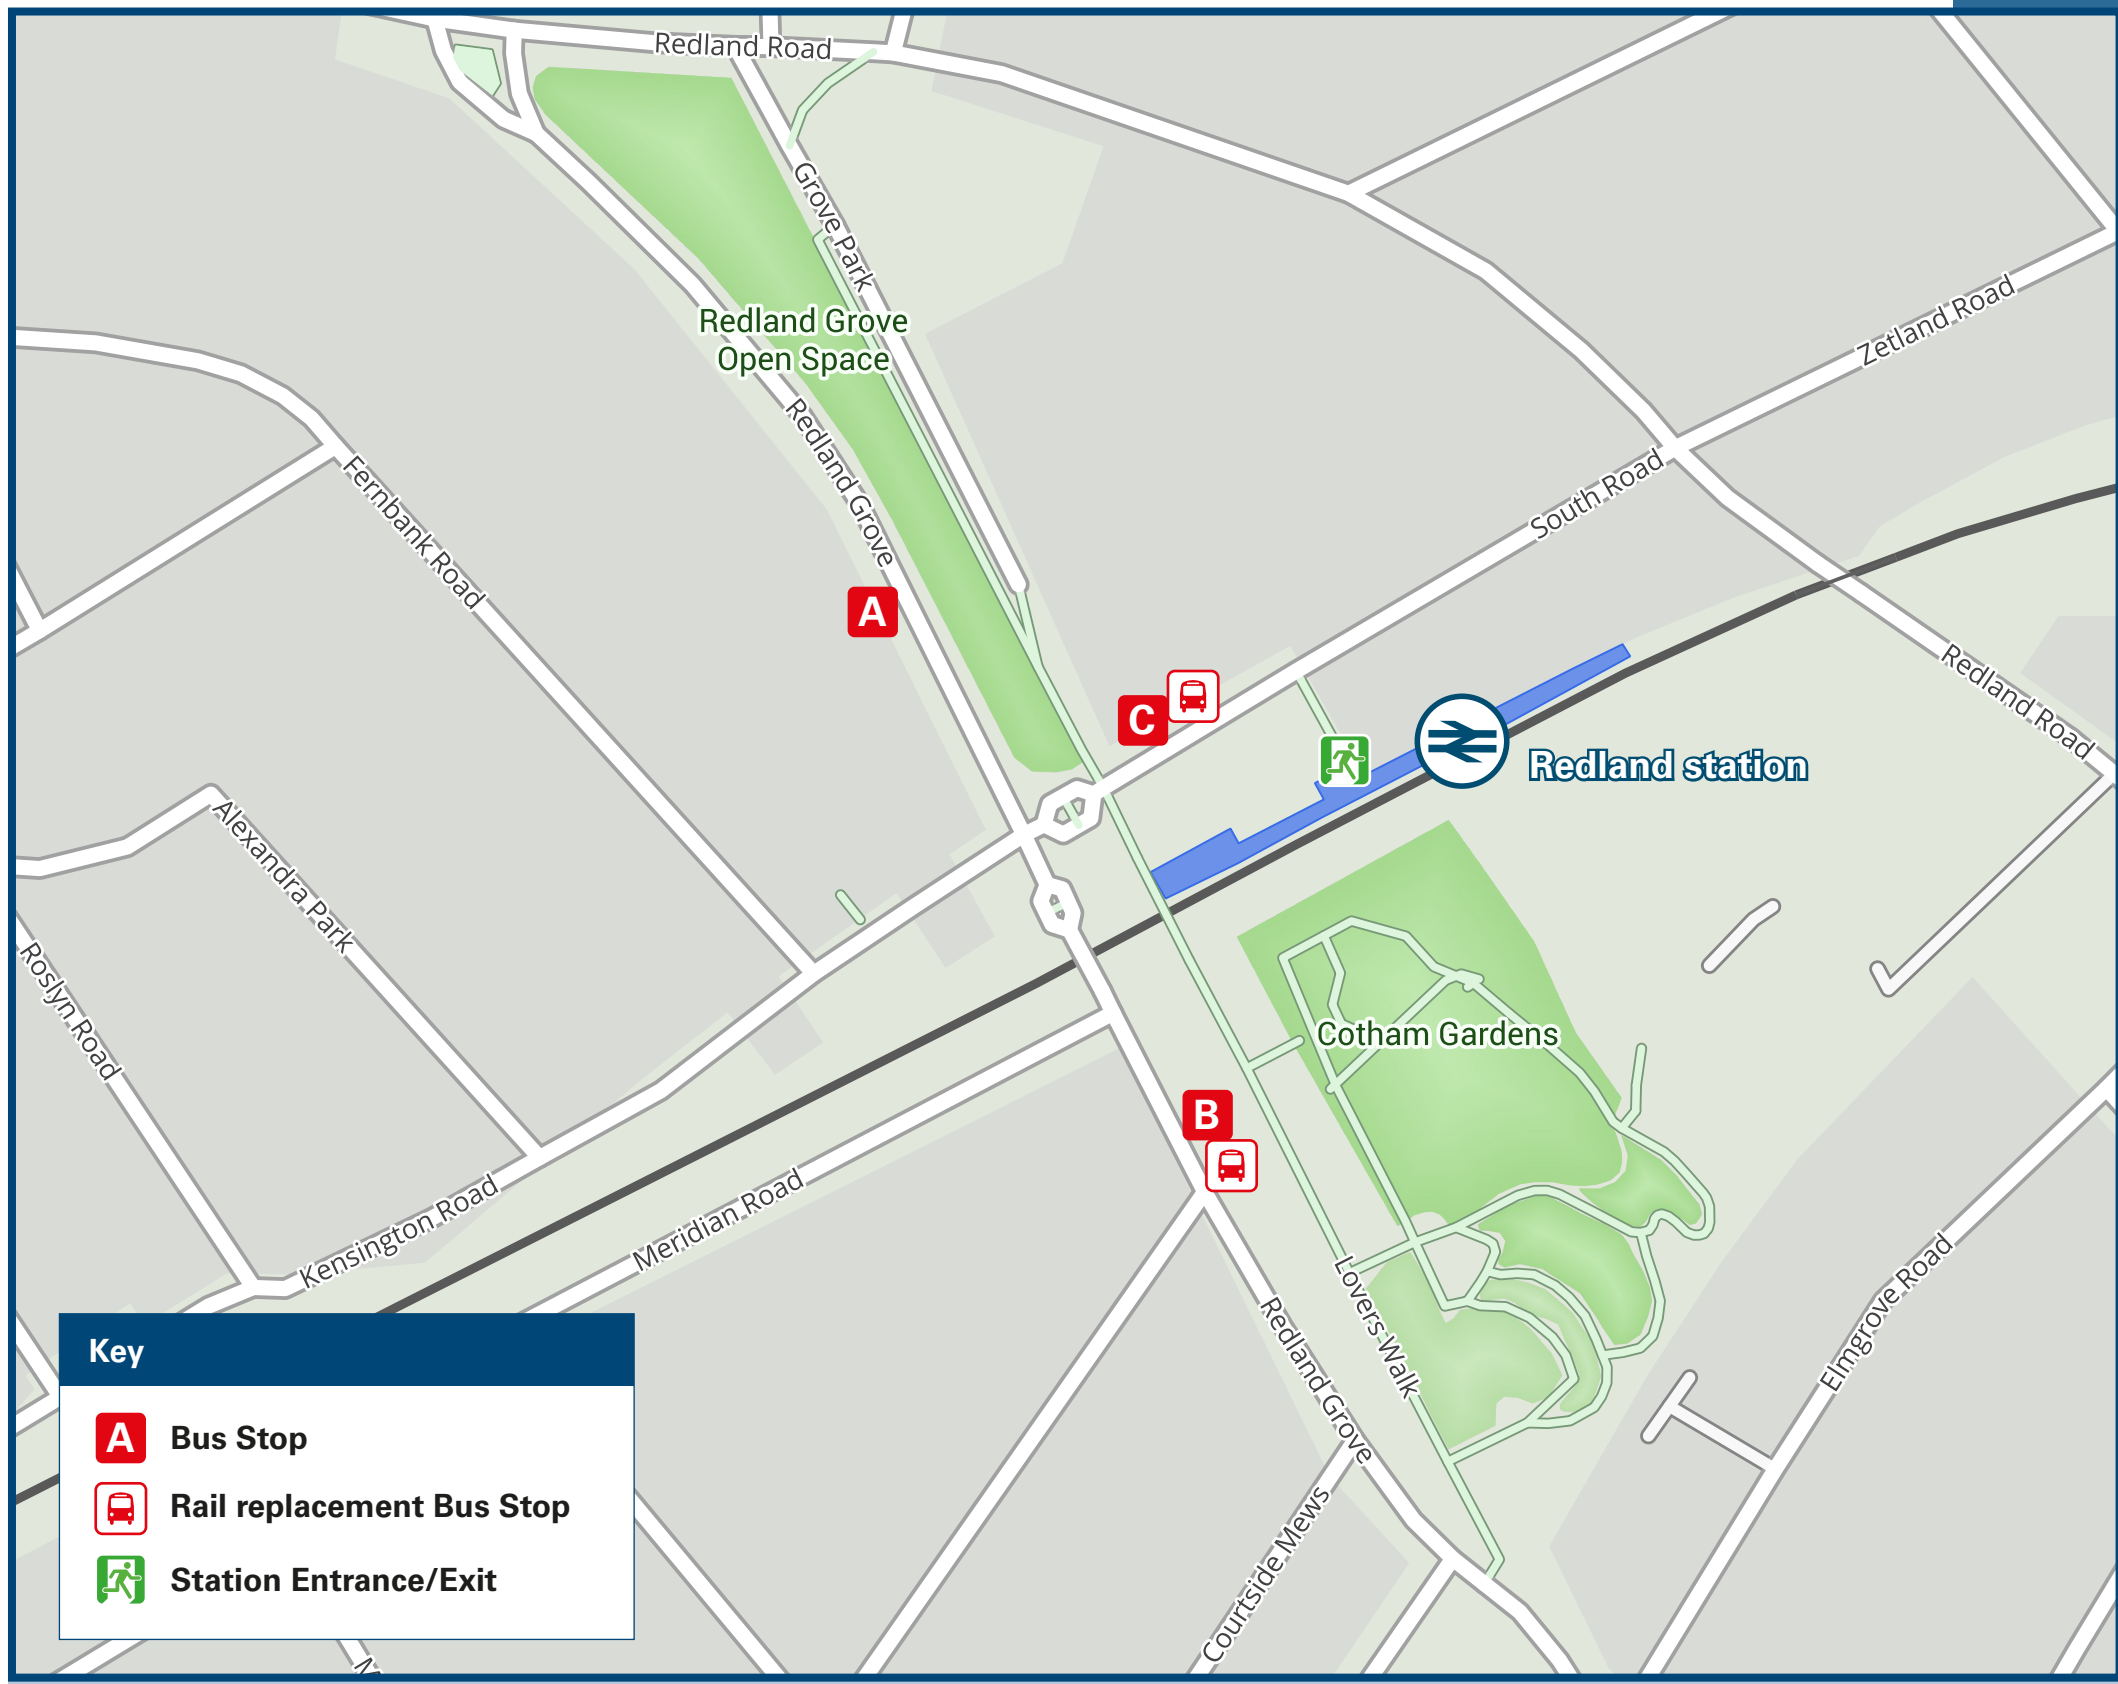 Redland Road
Grove Park
Redland Grove
Open Space
Zetland Road
Redland Grove
South Road
Fernbank Road
A
Redland Road
C
Redland station
Alexandra Park
Roslyn Road
Cotham Gardens
B
Kensington Road
Meridian Road
Lovers Walk
Redland Grove
Elmgrove Road
Courtside Mews
Key
A Bus Stop
Rail replacement Bus Stop
Station Entrance/Exit